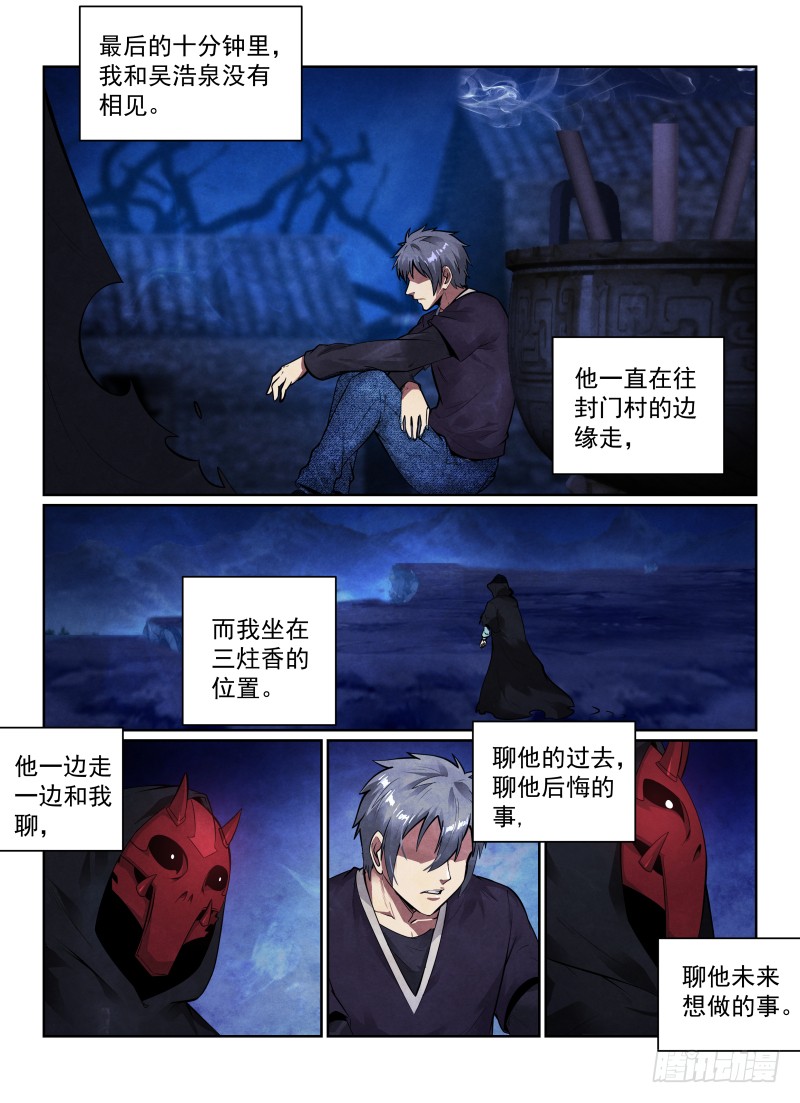 最后的十分钟里，
我和吴浩泉没有
相见。
他一直在往
封门村的边
缘走，
而我坐在
三炷香的
位置。
他一边走
一边和我
聊，
聊他的过去，
聊他后悔的
事，
聊他未来
想做的事。
腾讯动漫